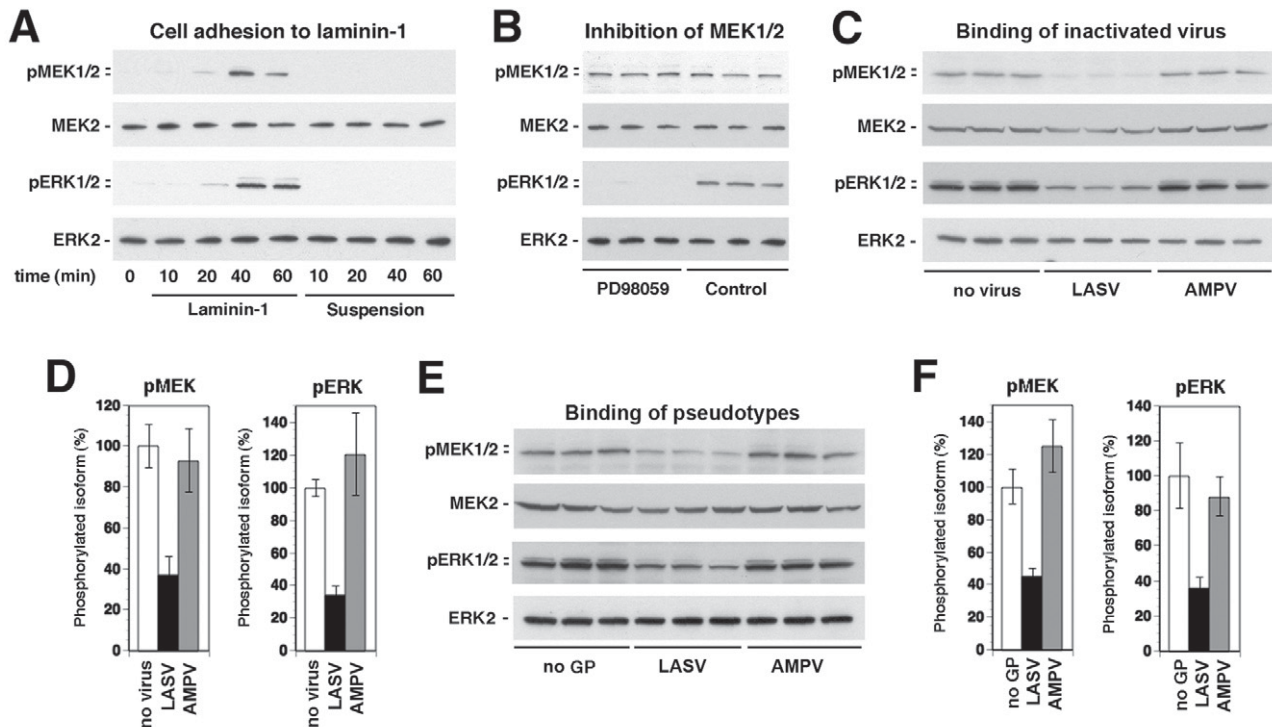 A Cell adhesion to laminin-1
pMEK1/2 =
MEK2 -
pERK1/2 =
ERK2 -
time (min) 0 10 20 40 60 10 20 40 60
Laminin-1 Suspension
B Inhibition of MEK1/2
pMEK1/2 =
MEK2 -
pERK1/2 =
ERK2 -
PD98059 Control
C Binding of inactivated virus
pMEK1/2 =
MEK2 -
pERK1/2 =
ERK2 -
no virus LASV AMPV
D
pMEK
Phosphorylated isoform (%)
120
100
80
60
40
20
0
no virus LASV AMPV
pERK
Phosphorylated isoform (%)
140
120
100
80
60
40
20
0
no virus LASV AMPV
E Binding of pseudotypes
pMEK1/2 =
MEK2 -
pERK1/2 =
ERK2 -
no GP LASV AMPV
F
pMEK
Phosphorylated isoform (%)
140
120
100
80
60
40
20
0
no GP LASV AMPV
pERK
Phosphorylated isoform (%)
140
120
100
80
60
40
20
0
no GP LASV AMPV